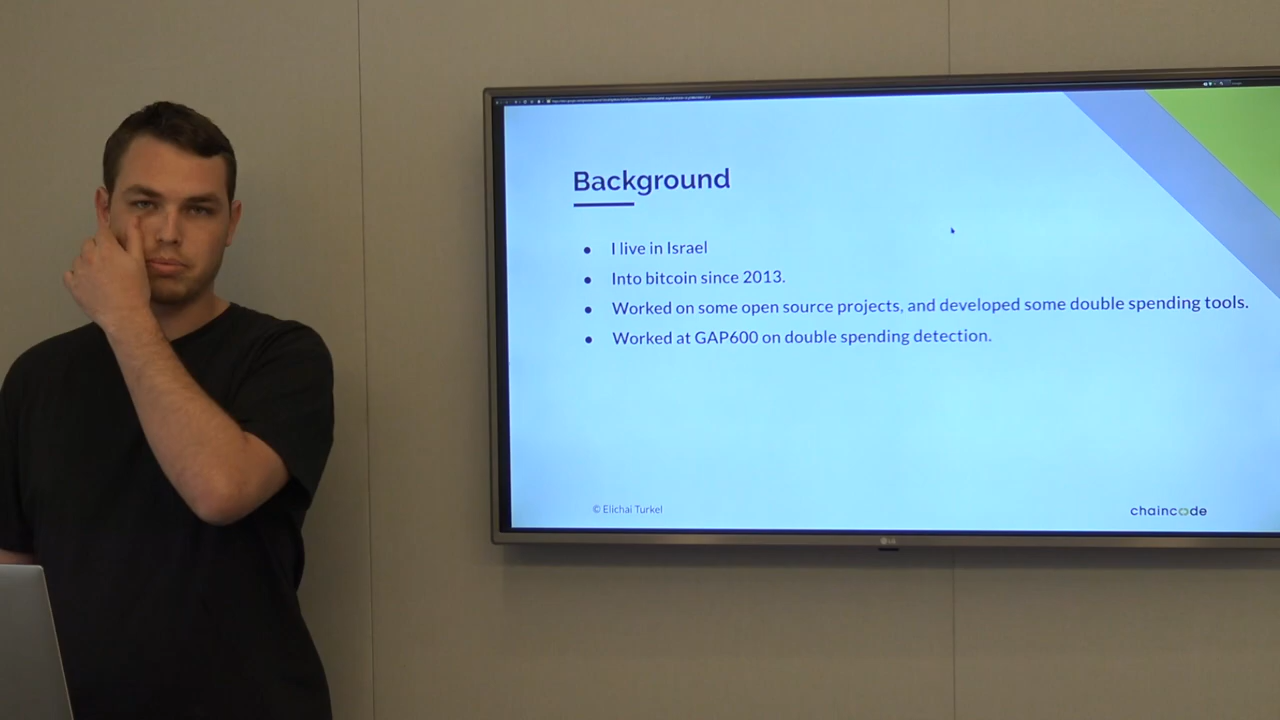 Background
● I live in Israel
● Into bitcoin since 2013.
● Worked on some open source projects, and developed some double spending tools.
● Worked at GAP600 on double spending detection.
© Elichai Turkel
chaincode
LG